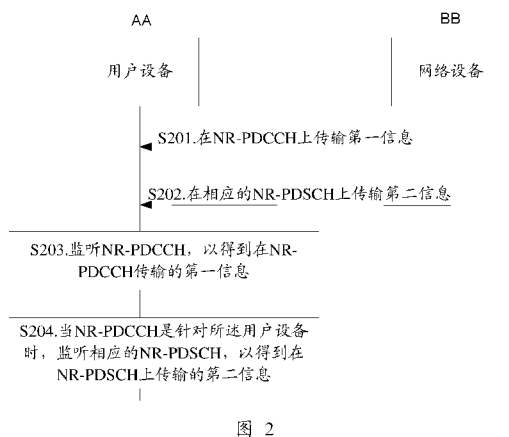 AA
BB
用户设备
网络设备
S201.在NR-PDCCH上传输第一信息
S202.在相应的NR-PDSCH上传输第二信息
S203.监听NR-PDCCH，以得到在NR-
PDCCH传输的第一信息
S204.当NR-PDCCH是针对所述用户设备
时，监听相应的NR-PDSCH，以得到在
NR-PDSCH上传输的第二信息
图 2